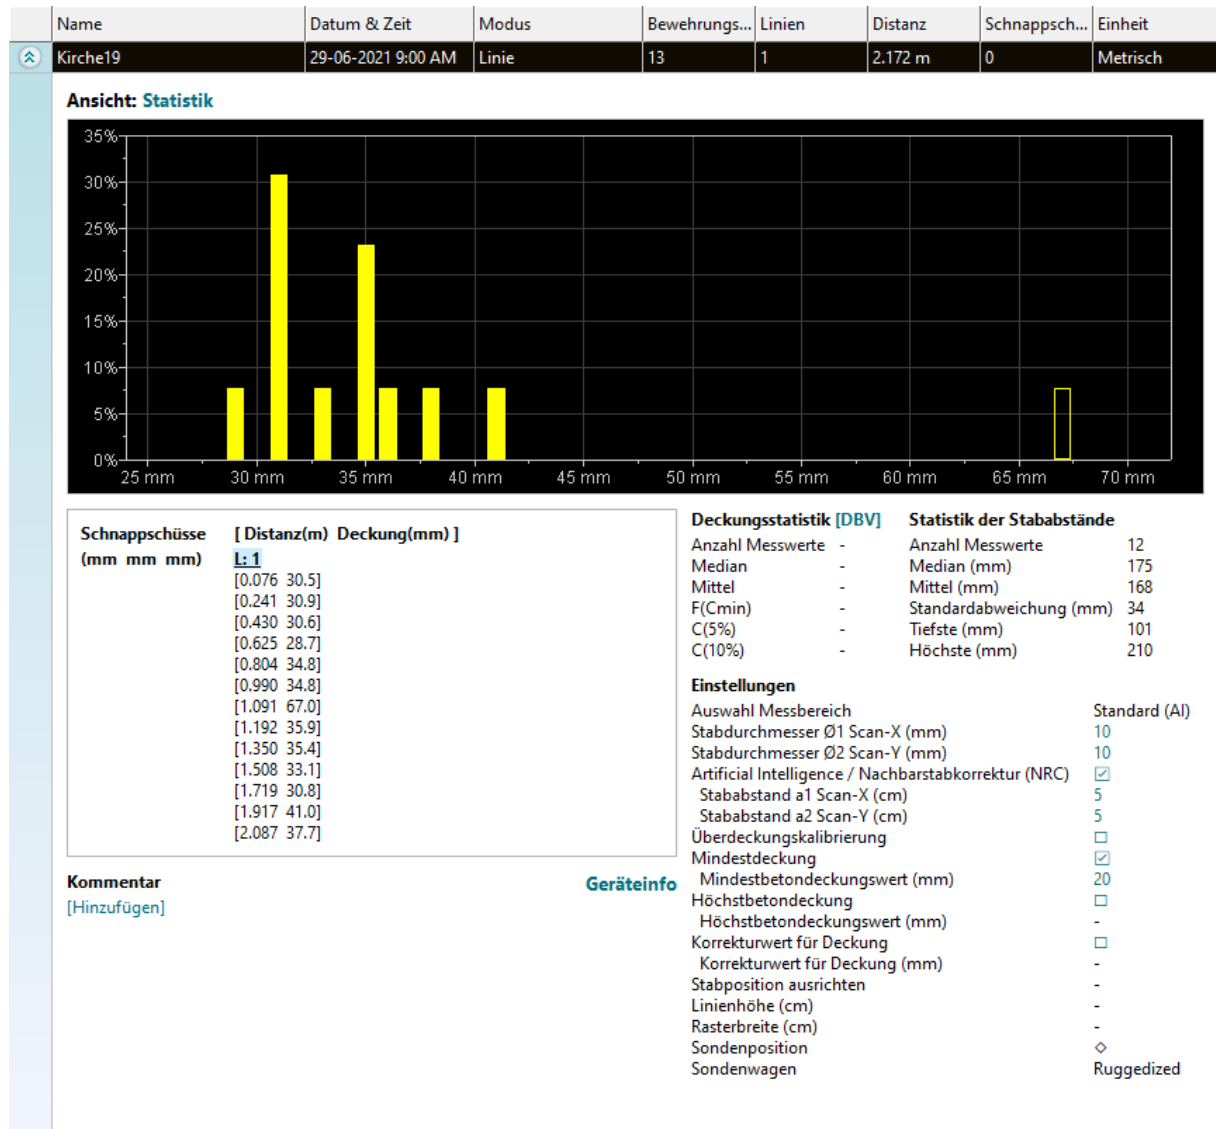 Name Datum & Zeit Modus Bewehrungs... Linien Distanz Schnappsch... Einheit
Kirche19 29-06-2021 9:00 AM Linie 13 1 2.172 m 0 Metrisch
Ansicht: Statistik
35%
30%
25%
20%
15%
10%
5%
0%
25 mm 30 mm 35 mm 40 mm 45 mm 50 mm 55 mm 60 mm 65 mm 70 mm
Schnappschüsse [ Distanz(m) Deckung(mm) ]
(mm mm mm) L: 1
[0.076 30.5]
[0.241 30.9]
[0.430 30.6]
[0.625 28.7]
[0.804 34.8]
[0.990 34.8]
[1.091 67.0]
[1.192 35.9]
[1.350 35.4]
[1.508 33.1]
[1.719 30.8]
[1.917 41.0]
[2.087 37.7]
Kommentar
[Hinzufügen]
Geräteinfo
Deckungsstatistik [DBV]
Anzahl Messwerte -
Median -
Mittel -
F(Cmin) -
C(5%) -
C(10%) -
Statistik der Stababstände
Anzahl Messwerte 12
Median (mm) 175
Mittel (mm) 168
Standardabweichung (mm) 34
Tiefste (mm) 101
Höchste (mm) 210
Einstellungen
Auswahl Messbereich Standard (AI)
Stabdurchmesser Ø1 Scan-X (mm) 10
Stabdurchmesser Ø2 Scan-Y (mm) 10
Artificial Intelligence / Nachbarstabkorrektur (NRC) ☑
Stababstand a1 Scan-X (cm) 5
Stababstand a2 Scan-Y (cm) 5
Überdeckungskalibrierung ☐
Mindestdeckung ☑
Mindestbetondeckungswert (mm) 20
Höchstbetondeckung ☐
Höchstbetondeckungswert (mm) -
Korrekturwert für Deckung ☐
Korrekturwert für Deckung (mm) -
Stabposition ausrichten -
Linienhöhe (cm) -
Rasterbreite (cm) -
Sondenposition ◇
Sondenwagen Ruggedized